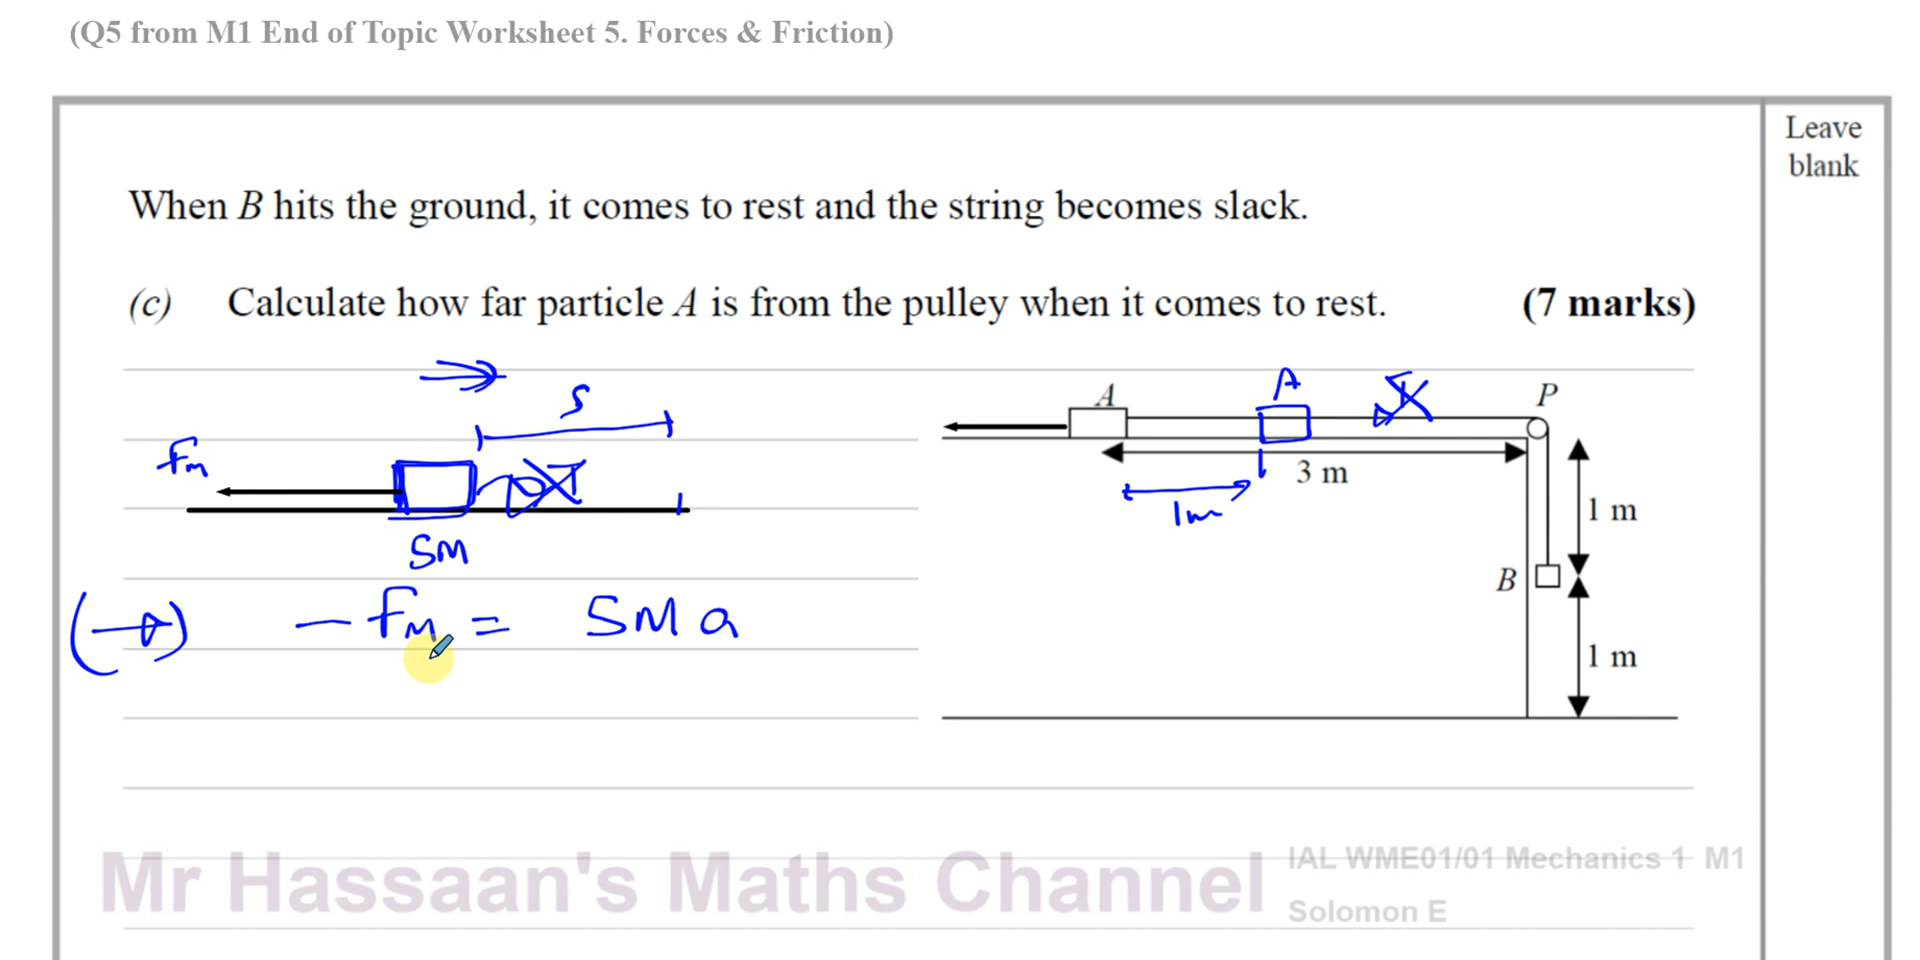 (Q5 from M1 End of Topic Worksheet 5. Forces & Friction)
Leave
blank
When B hits the ground, it comes to rest and the string becomes slack.
(c) Calculate how far particle A is from the pulley when it comes to rest. (7 marks)
S
Fm
T
5M
(→) - FM = 5M a
A
A
T
P
3 m
1m
1 m
B
1 m
Mr Hassaan's Maths Channel
IAL WME01/01 Mechanics 1 M1
Solomon E